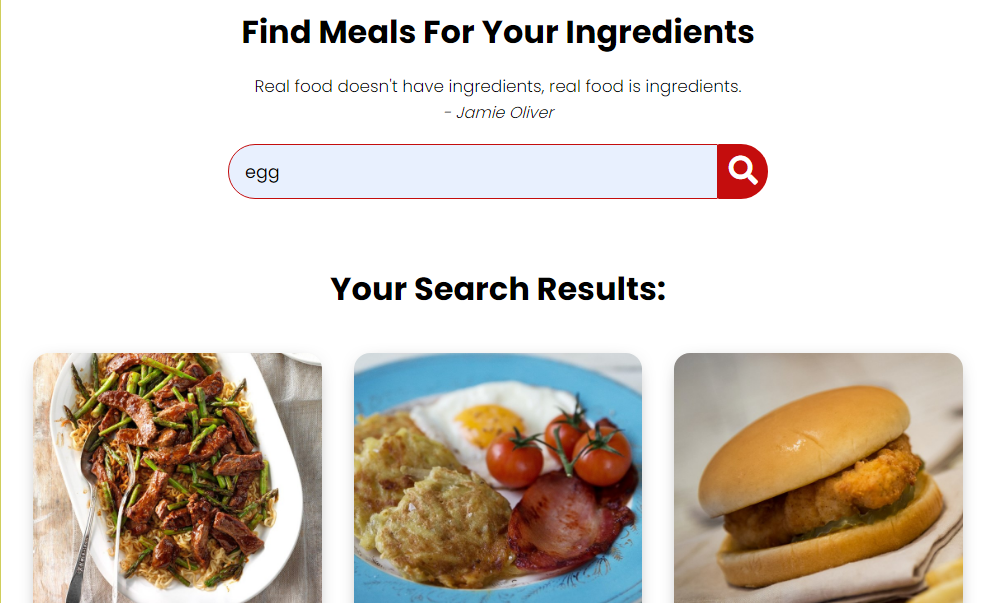 Find Meals For Your Ingredients
Real food doesn't have ingredients, real food is ingredients.
- Jamie Oliver
egg
Your Search Results: